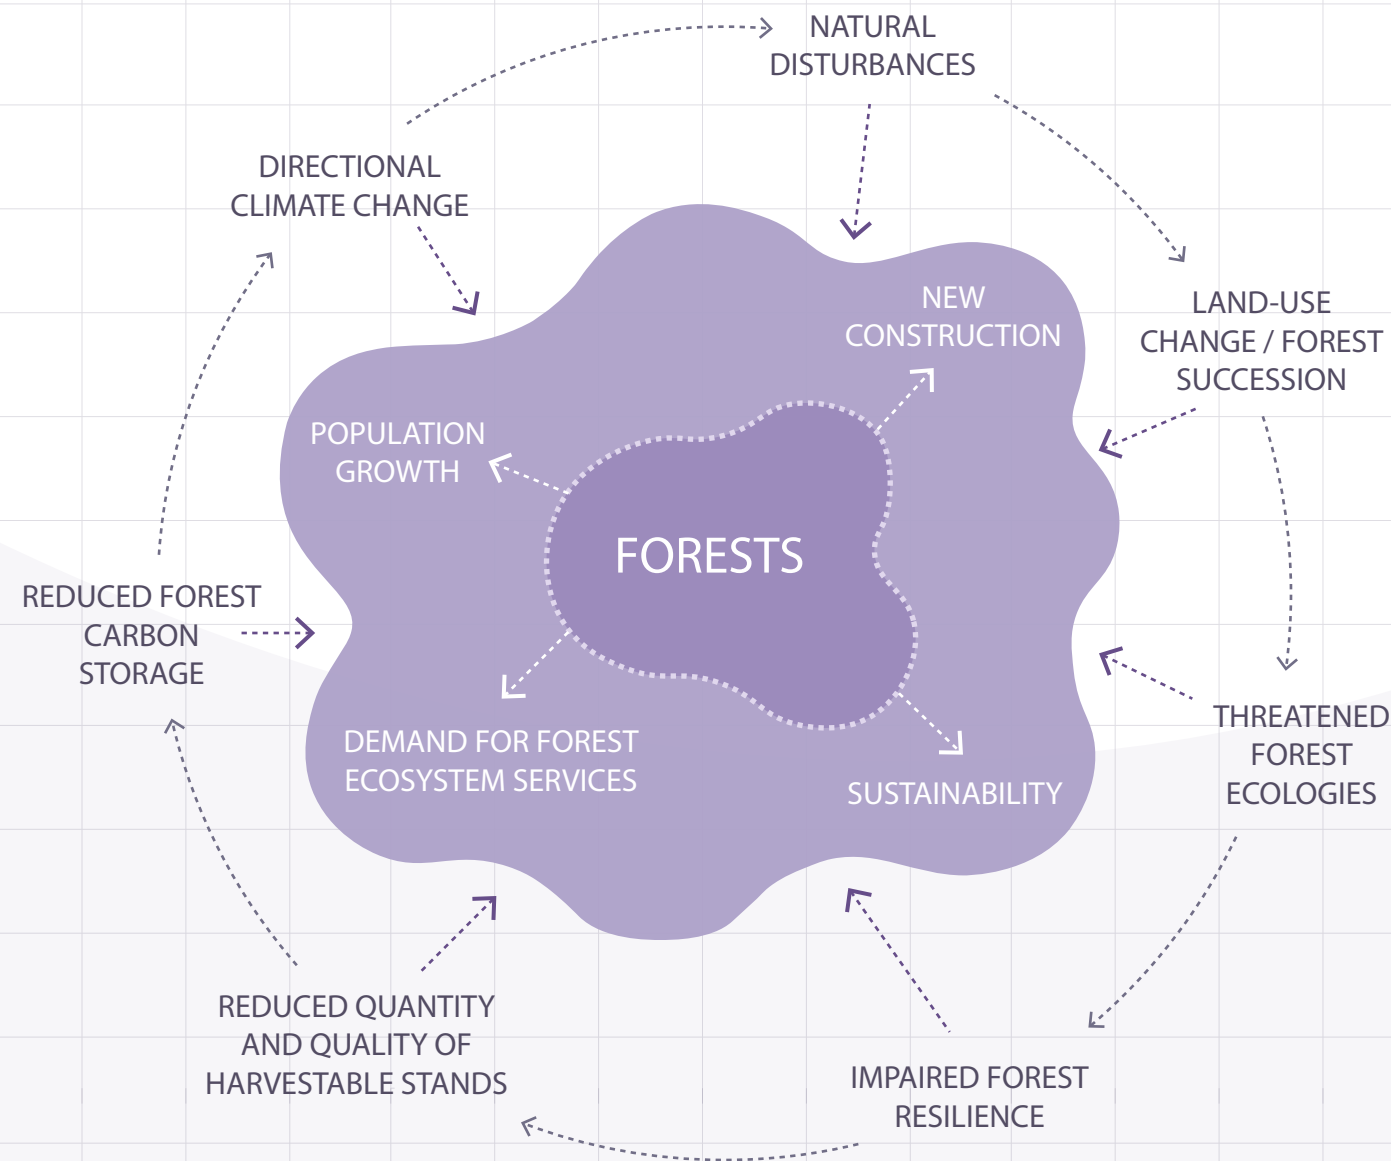 NATURAL
DISTURBANCES
DIRECTIONAL
CLIMATE CHANGE
NEW
CONSTRUCTION
LAND-USE
CHANGE / FOREST
SUCCESSION
POPULATION
GROWTH
FORESTS
REDUCED FOREST
CARBON
STORAGE
DEMAND FOR FOREST
ECOSYSTEM SERVICES
SUSTAINABILITY
THREATENED
FOREST
ECOLOGIES
REDUCED QUANTITY
AND QUALITY OF
HARVESTABLE STANDS
IMPAIRED FOREST
RESILIENCE